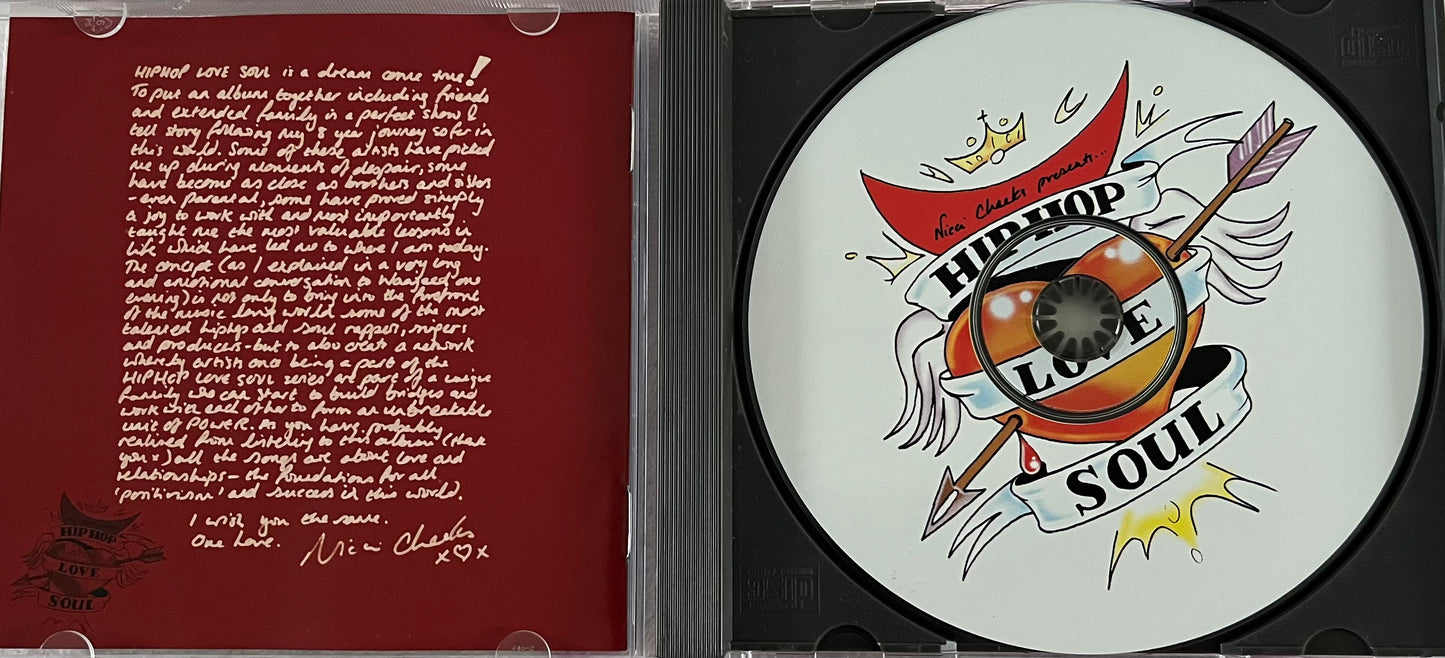 HIPHOP LOVE SOUL is a dream come true!
To put an album together including friends
and extended family is a perfect show &
tell story following my 8 year journey so far in
this world. Some of these artists have picked
me up during moments of despair, some
have become as close as brothers and sisters
- even parental, some have proved simply
a joy to work with and most importantly
taught me the most valuable lessons in
life which have led me to where I am today.
The concept (as I explained in a very long
and emotional conversation to one
evening) is not only to bring into the forefront
of the music loving world some of the most
talented hiphop and soul rappers, singers
and producers - but to also create a network
whereby artists once being a part of the
HIPHOP LOVE SOUL series are part of a unique
family who can start to build bridges and
work with each other to form an unbreakable
unit of POWER. As you have probably
realised from listening to this album (thank
you x) all the songs are about love and
relationships - the foundations for all
'positivism' and success in this world.
I wish you the same.
One Love. Nicci Cheeks
x♡x
HIPHOP
LOVE
SOUL
Nicci Cheeks presents...
HIPHOP
LOVE
SOUL
disc
DIGITAL AUDIO